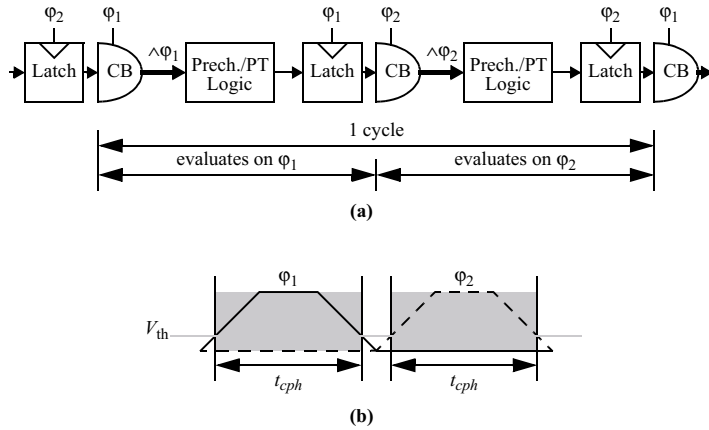 φ2 φ1 φ1 φ2 φ2 φ1
Latch CB ^φ1 Prech./PT Logic Latch CB ^φ2 Prech./PT Logic Latch CB
1 cycle
evaluates on φ1 evaluates on φ2
(a)
φ1 φ2
Vth
tcph tcph
(b)